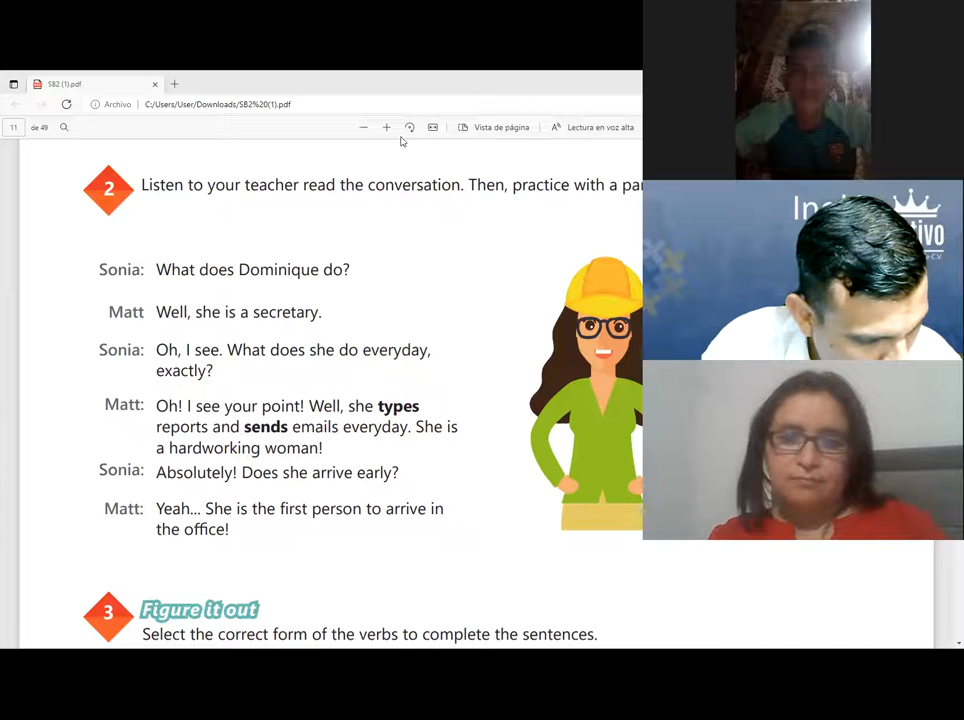 SB2 (1).pdf
Archivo C:/Users/User/Downloads/SB2%20(1).pdf
11 de 49 Vista de página Lectura en voz alta
2 Listen to your teacher read the conversation. Then, practice with a
Sonia: What does Dominique do?
Matt Well, she is a secretary.
Sonia: Oh, I see. What does she do everyday,
exactly?
Matt: Oh! I see your point! Well, she types
reports and sends emails everyday. She is
a hardworking woman!
Sonia: Absolutely! Does she arrive early?
Matt: Yeah... She is the first person to arrive in
the office!
3 Figure it out
Select the correct form of the verbs to complete the sentences.